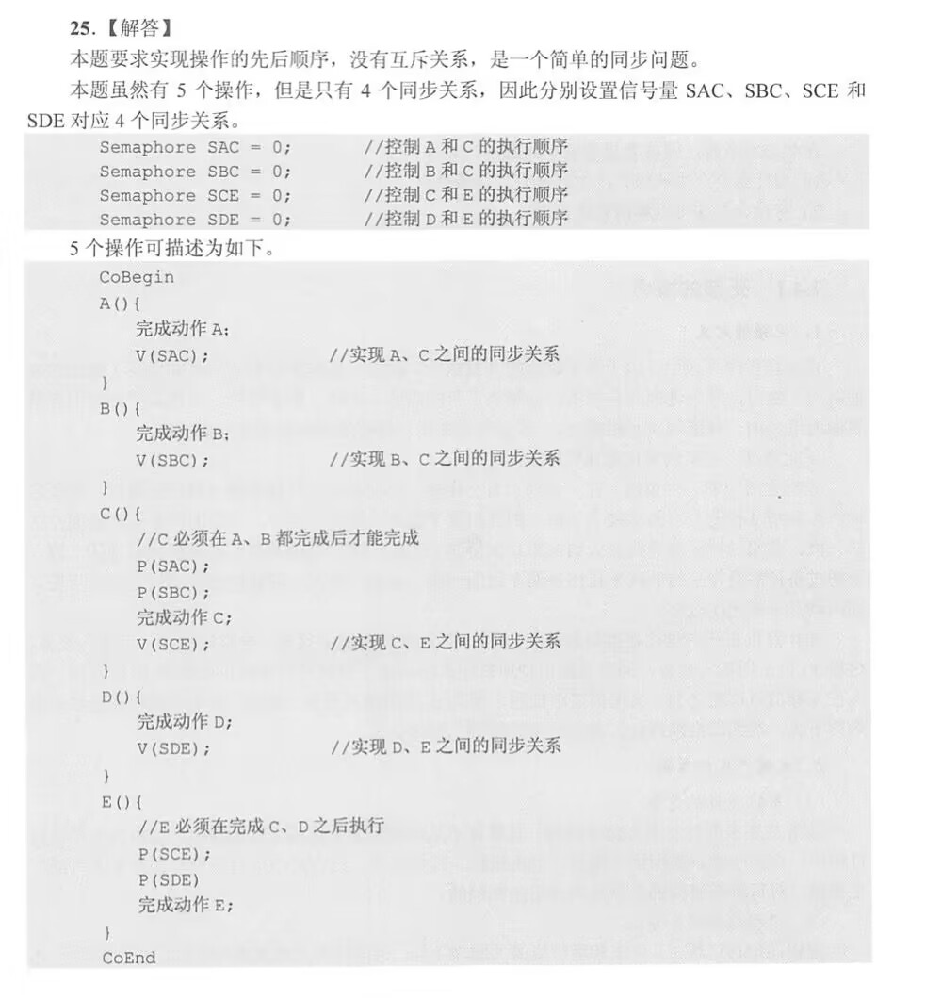 25.【解答】
本题要求实现操作的先后顺序，没有互斥关系，是一个简单的同步问题。
本题虽然有 5 个操作，但是只有 4 个同步关系，因此分别设置信号量 SAC、SBC、SCE 和
SDE 对应 4 个同步关系。
Semaphore SAC = 0; //控制 A 和 C 的执行顺序
Semaphore SBC = 0; //控制 B 和 C 的执行顺序
Semaphore SCE = 0; //控制 C 和 E 的执行顺序
Semaphore SDE = 0; //控制 D 和 E 的执行顺序
5 个操作可描述为如下。
CoBegin
A(){
完成动作 A;
V(SAC); //实现 A、C 之间的同步关系
}
B(){
完成动作 B;
V(SBC); //实现 B、C 之间的同步关系
}
C(){
//C 必须在 A、B 都完成后才能完成
P(SAC);
P(SBC);
完成动作 C;
V(SCE); //实现 C、E 之间的同步关系
}
D(){
完成动作 D;
V(SDE); //实现 D、E 之间的同步关系
}
E(){
//E 必须在完成 C、D 之后执行
P(SCE);
P(SDE)
完成动作 E;
}
CoEnd